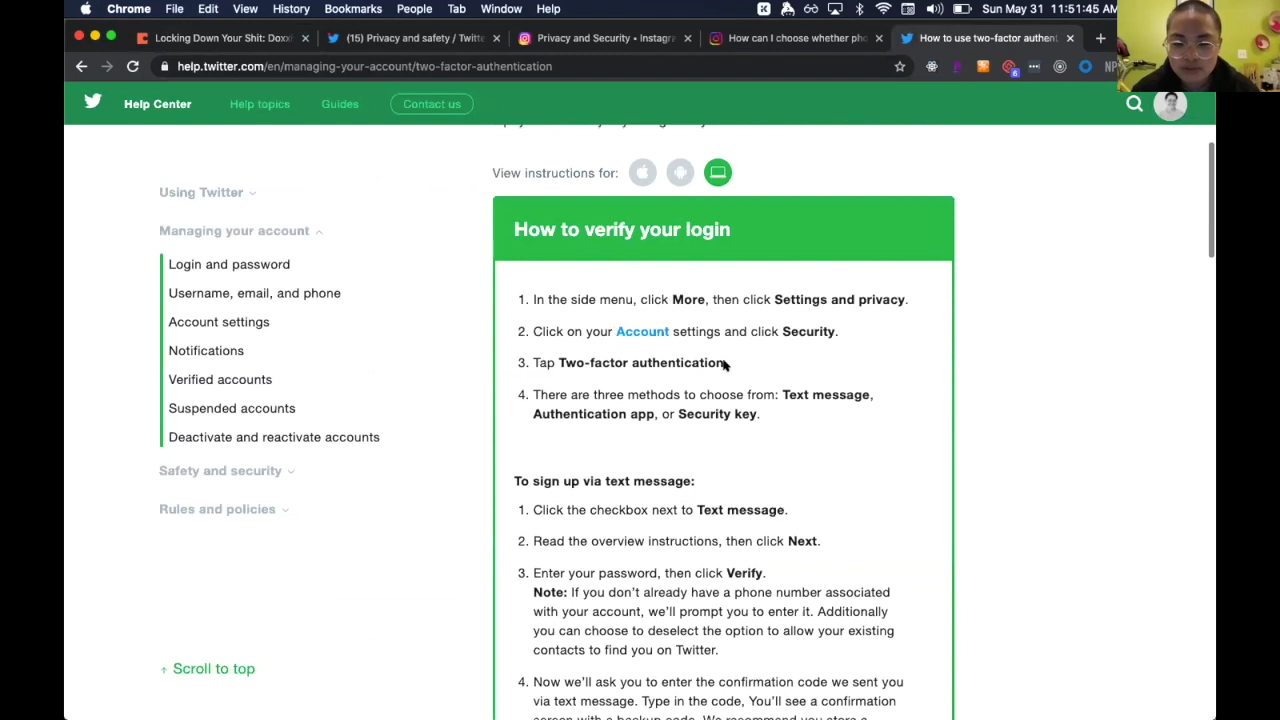 Chrome File Edit View History Bookmarks People Tab Window Help Sun May 31 11:51:45 AM
Locking Down Your Shit: Dox (15) Privacy and safety / Twitte Privacy and Security • Instagr How can I choose whether pho How to use two-factor authent
help.twitter.com/en/managing-your-account/two-factor-authentication
6
NP
Help Center Help topics Guides Contact us
View instructions for:
Using Twitter
Managing your account
Login and password
Username, email, and phone
Account settings
Notifications
Verified accounts
Suspended accounts
Deactivate and reactivate accounts
Safety and security
Rules and policies
↑ Scroll to top
How to verify your login
1. In the side menu, click More, then click Settings and privacy.
2. Click on your Account settings and click Security.
3. Tap Two-factor authentication
4. There are three methods to choose from: Text message,
Authentication app, or Security key.
To sign up via text message:
1. Click the checkbox next to Text message.
2. Read the overview instructions, then click Next.
3. Enter your password, then click Verify.
Note: If you don’t already have a phone number associated
with your account, we’ll prompt you to enter it. Additionally
you can choose to deselect the option to allow your existing
contacts to find you on Twitter.
4. Now we’ll ask you to enter the confirmation code we sent you
via text message. Type in the code, You’ll see a confirmation
screen with a backup code. We recommend you store a